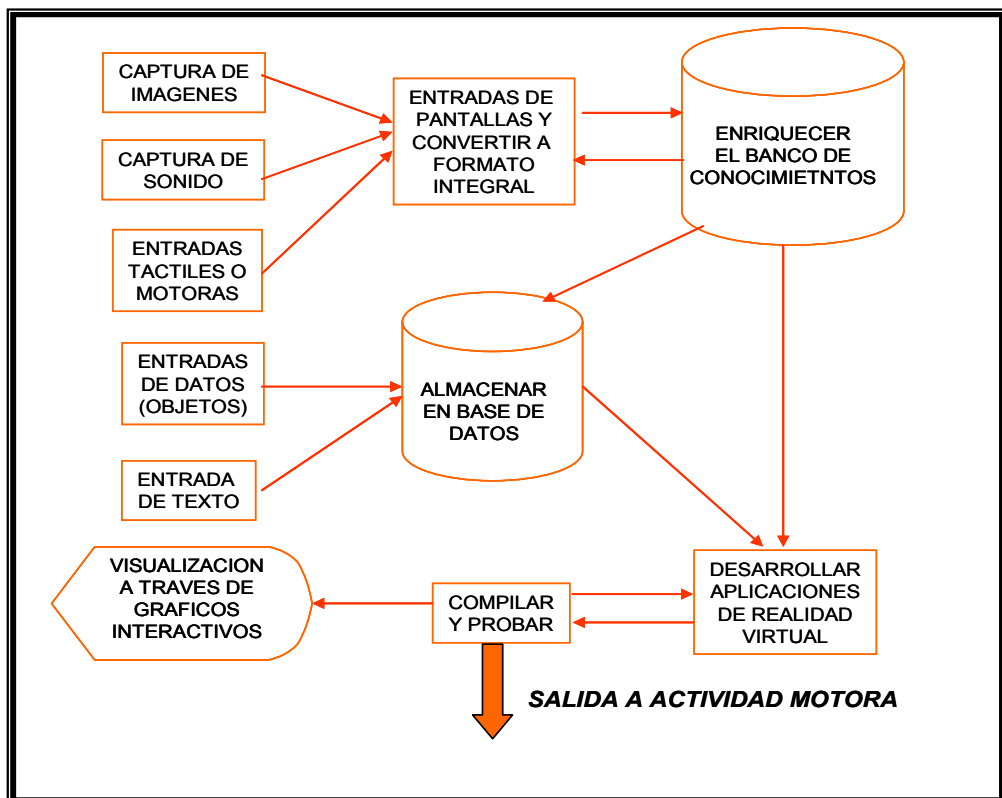 CAPTURA DE
IMAGENES
CAPTURA DE
SONIDO
ENTRADAS
TACTILES O
MOTORAS
ENTRADAS DE
PANTALLAS Y
CONVERTIR A
FORMATO
INTEGRAL
ENRIQUECER
EL BANCO DE
CONOCIMIETNTOS
ENTRADAS
DE DATOS
(OBJETOS)
ENTRADA
DE TEXTO
ALMACENAR
EN BASE DE
DATOS
VISUALIZACION
A TRAVES DE
GRAFICOS
INTERACTIVOS
COMPILAR
Y PROBAR
DESARROLLAR
APLICACIONES
DE REALIDAD
VIRTUAL
SALIDA A ACTIVIDAD MOTORA